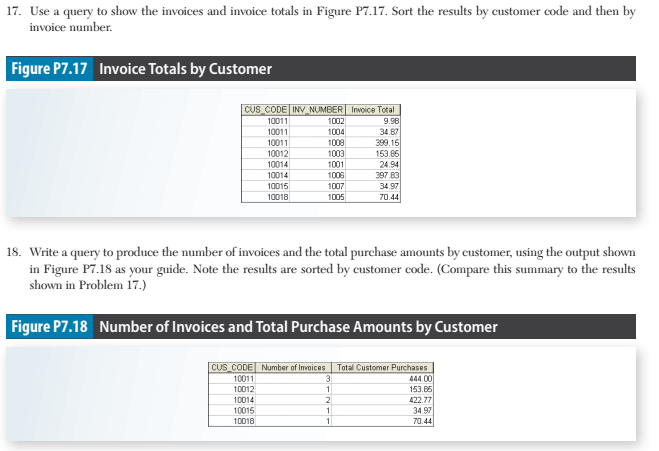 17. Use a query to show the invoices and invoice totals in Figure P7.17. Sort the results by customer code and then by
invoice number.
Figure P7.17 Invoice Totals by Customer
CUS_CODE INV_NUMBER Invoice Total
10011 1002 9.98
10011 1004 34.87
10011 1008 399.15
10012 1003 153.85
10014 1001 24.94
10014 1006 397.83
10015 1007 34.97
10018 1005 70.44
18. Write a query to produce the number of invoices and the total purchase amounts by customer, using the output shown
in Figure P7.18 as your guide. Note the results are sorted by customer code. (Compare this summary to the results
shown in Problem 17.)
Figure P7.18 Number of Invoices and Total Purchase Amounts by Customer
CUS_CODE Number of Invoices Total Customer Purchases
10011 3 444.00
10012 1 153.85
10014 2 422.77
10015 1 34.97
10018 1 70.44